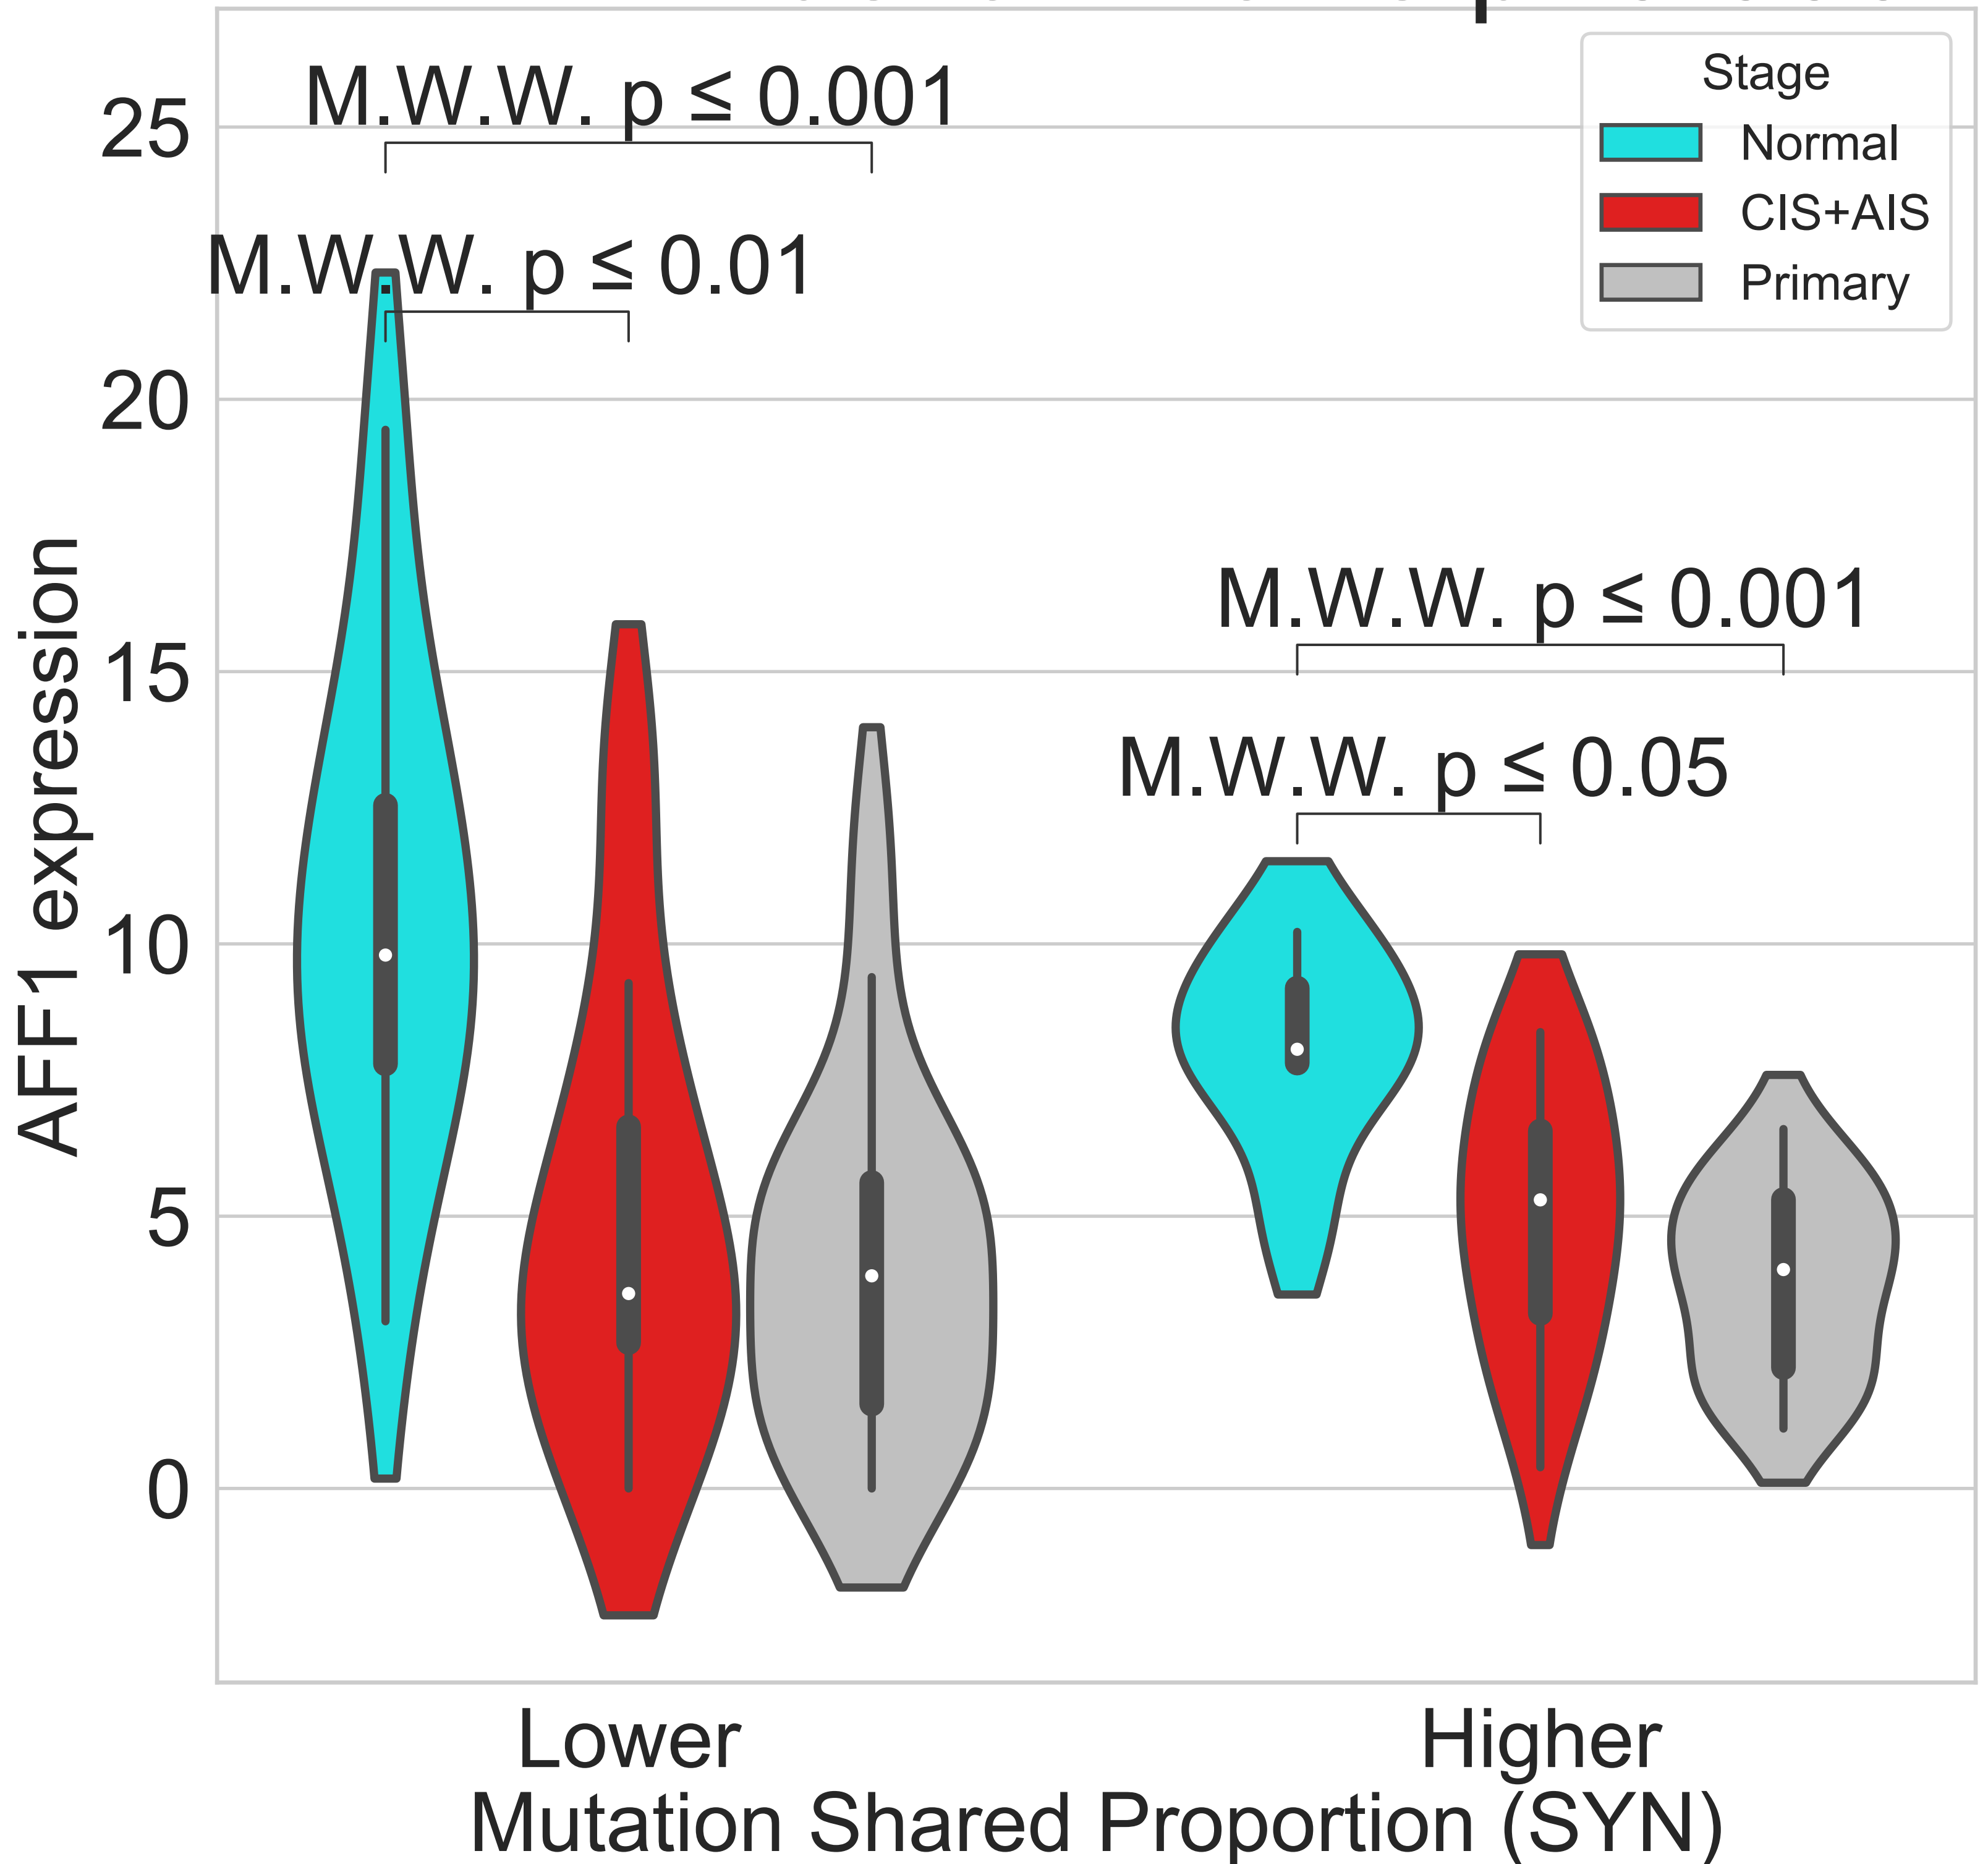 M.W.W. p ≤ 0.001
M.W.W. p ≤ 0.01
M.W.W. p ≤ 0.001
M.W.W. p ≤ 0.05
Stage
Normal
CIS+AIS
Primary
25
20
15
10
5
0
AFF1 expression
Lower
Higher
Mutation Shared Proportion (SYN)